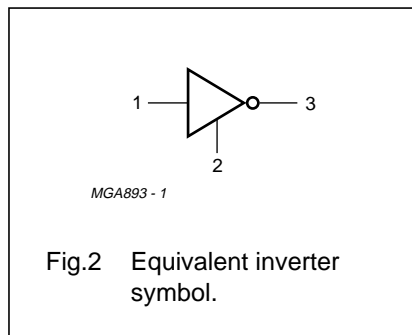 1
3
2
MGA893 - 1
Fig.2 Equivalent inverter
symbol.